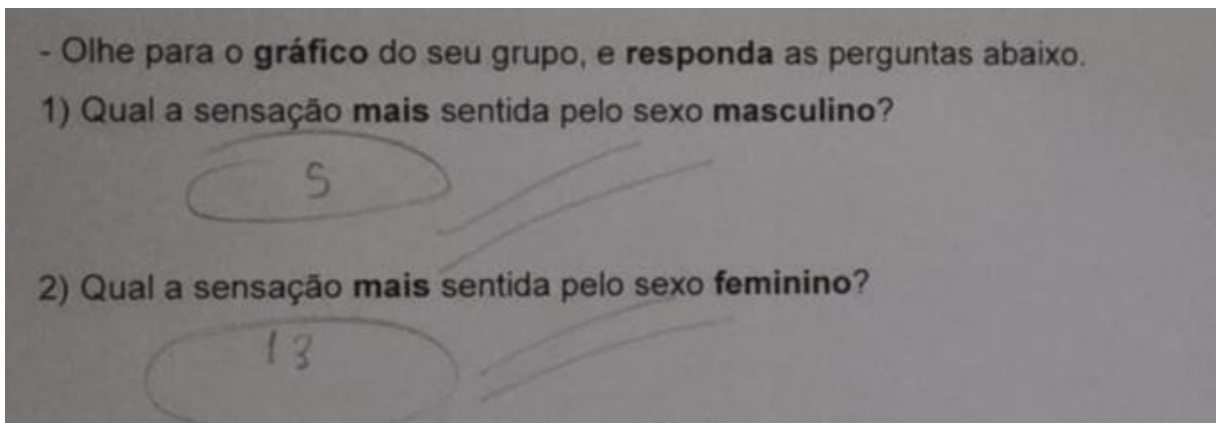 - Olhe para o gráfico do seu grupo, e responda as perguntas abaixo.
1) Qual a sensação mais sentida pelo sexo masculino?
5
2) Qual a sensação mais sentida pelo sexo feminino?
13